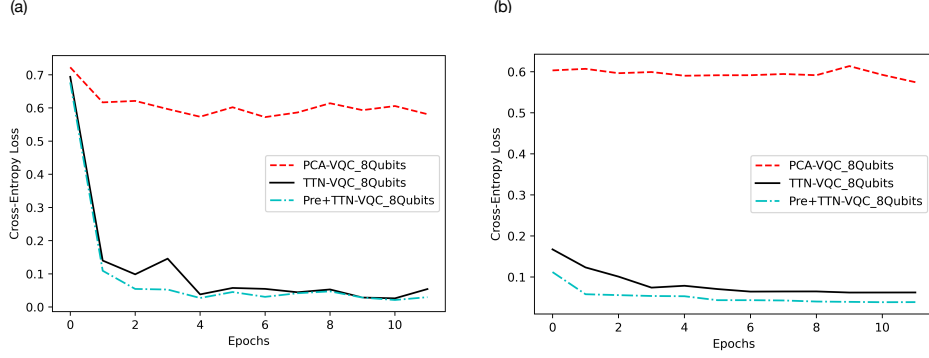 (a)
0.7
0.6
0.5
0.4
0.3
0.2
0.1
0.0
Cross-Entropy Loss
PCA-VQC_8Qubits
TTN-VQC_8Qubits
Pre+TTN-VQC_8Qubits
0 2 4 6 8 10
Epochs
(b)
0.6
0.5
0.4
0.3
0.2
0.1
Cross-Entropy Loss
PCA-VQC_8Qubits
TTN-VQC_8Qubits
Pre+TTN-VQC_8Qubits
0 2 4 6 8 10
Epochs